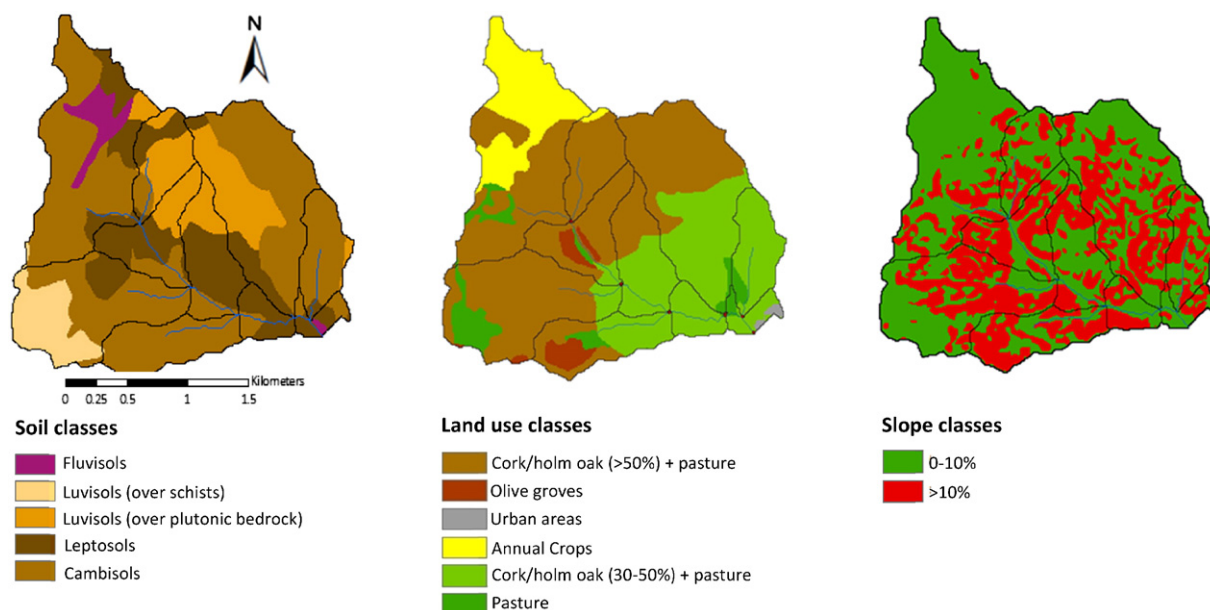 N
Kilometers
0 0.25 0.5 1 1.5
Soil classes
Fluvisols
Luvisols (over schists)
Luvisols (over plutonic bedrock)
Leptosols
Cambisols
Land use classes
Cork/holm oak (>50%) + pasture
Olive groves
Urban areas
Annual Crops
Cork/holm oak (30-50%) + pasture
Pasture
Slope classes
0-10%
>10%